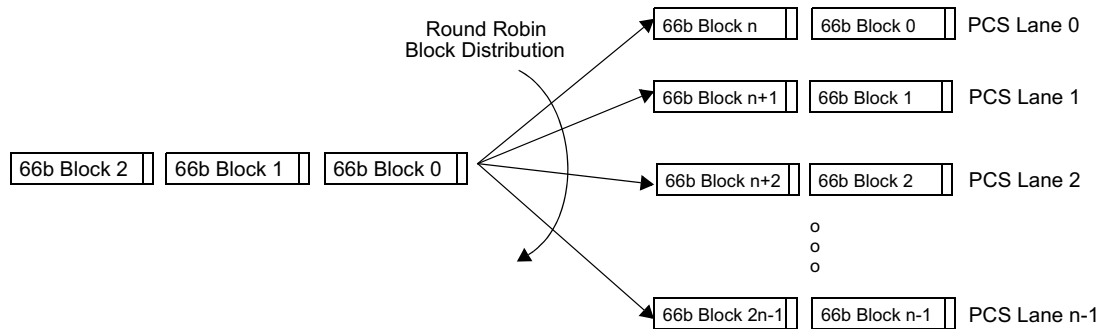 Round Robin
Block Distribution
66b Block 2 66b Block 1 66b Block 0
66b Block n 66b Block 0 PCS Lane 0
66b Block n+1 66b Block 1 PCS Lane 1
66b Block n+2 66b Block 2 PCS Lane 2
o
o
o
66b Block 2n-1 66b Block n-1 PCS Lane n-1